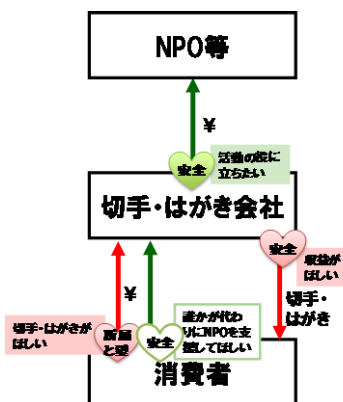 NPO等
¥
安全
活動の役に
立ちたい
切手・はがき会社
安全
収益が
ほしい
¥
切手・
はがき
切手・はがきが
ほしい
所属
と愛
安全
誰かが代わ
りにNPOを支
援してほしい
消費者